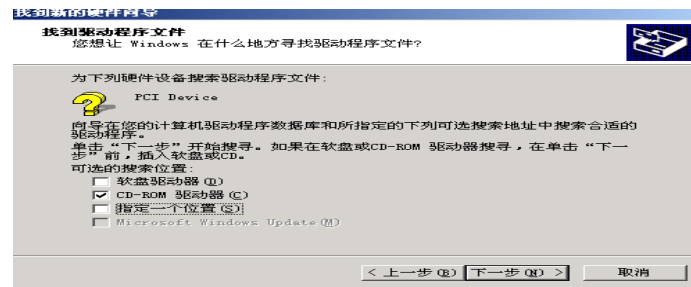 找到新的硬件向导
找到驱动程序文件
您想让 Windows 在什么地方寻找驱动程序文件?
为下列硬件设备搜索驱动程序文件:
PCI Device
向导在您的计算机驱动程序数据库和所指定的下列可选搜索地址中搜索合适的
驱动程序。
单击“下一步”开始搜寻。如果在软盘或CD-ROM 驱动器搜寻，在单击“下一
步”前，插入软盘或CD。
可选的搜索位置:
软盘驱动器(D)
CD-ROM 驱动器(C)
指定一个位置(S)
Microsoft Windows Update(M)
< 上一步(B) 下一步(N) > 取消